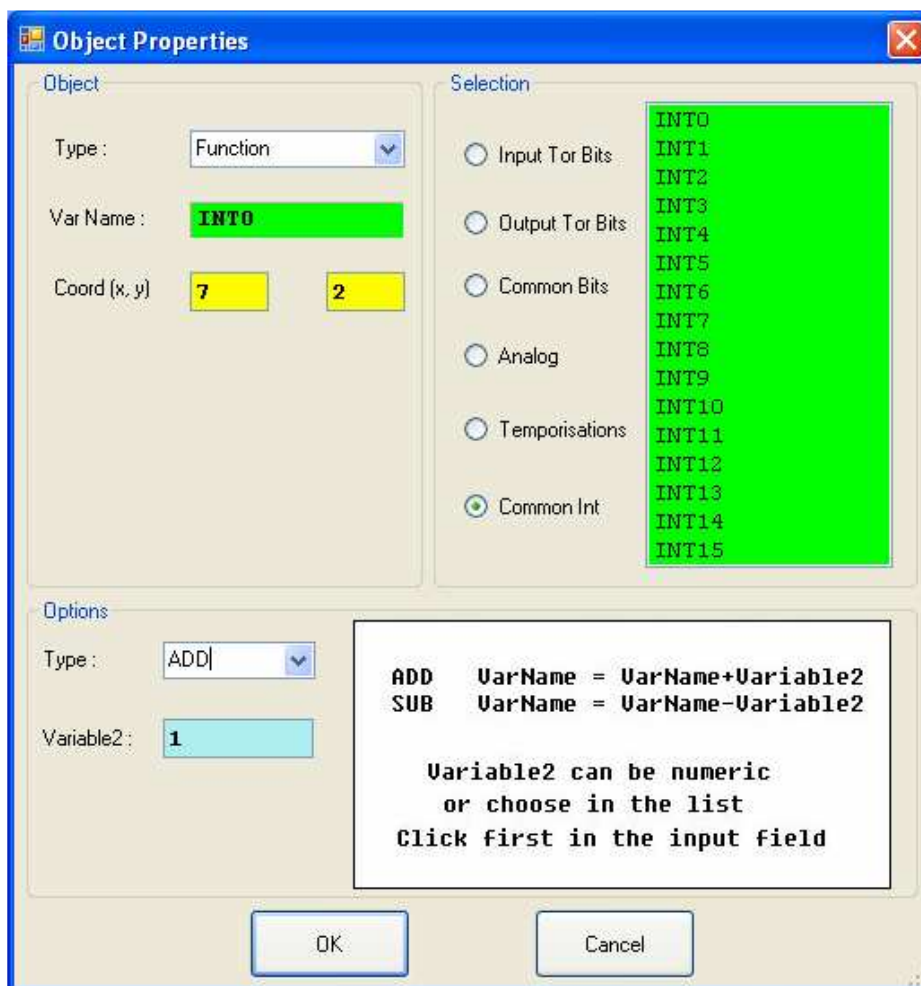 Object Properties
Object
Type :
Function
Var Name :
INT0
Coord (x, y)
7
2
Selection
Input Tor Bits
Output Tor Bits
Common Bits
Analog
Temporisations
Common Int
INT0
INT1
INT2
INT3
INT4
INT5
INT6
INT7
INT8
INT9
INT10
INT11
INT12
INT13
INT14
INT15
Options
Type :
ADD
Variable2 :
1
ADD VarName = VarName+Variable2
SUB VarName = VarName-Variable2
Variable2 can be numeric
or choose in the list
Click first in the input field
OK
Cancel